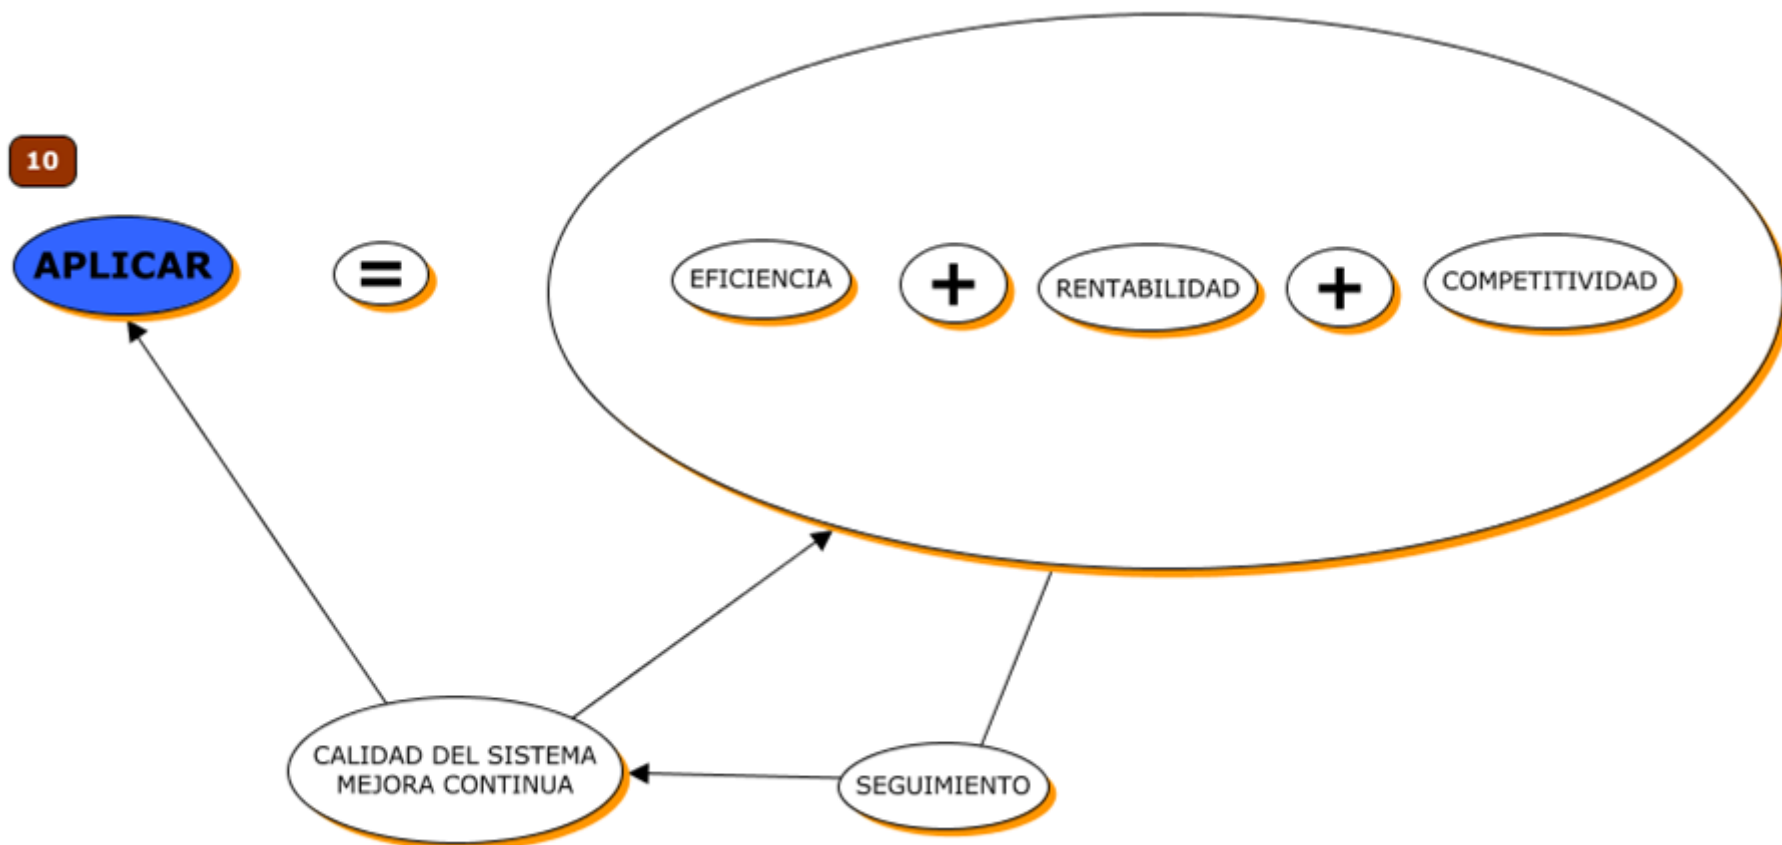 10
APLICAR
=
EFICIENCIA
+
RENTABILIDAD
+
COMPETITIVIDAD
CALIDAD DEL SISTEMA
MEJORA CONTINUA
SEGUIMIENTO